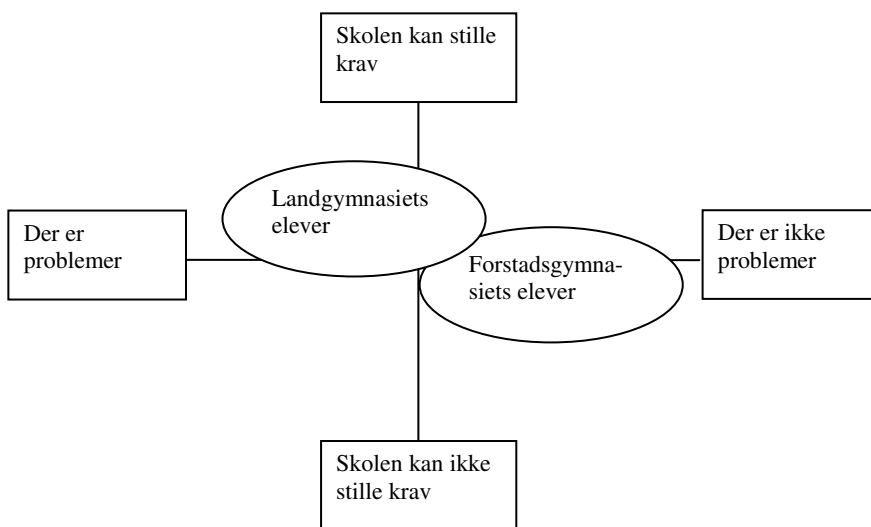 Skolen kan stille
krav
Landgymnasiets
elever
Der er
problemer
Forstadsgymna-
siets elever
Der er ikke
problemer
Skolen kan ikke
stille krav